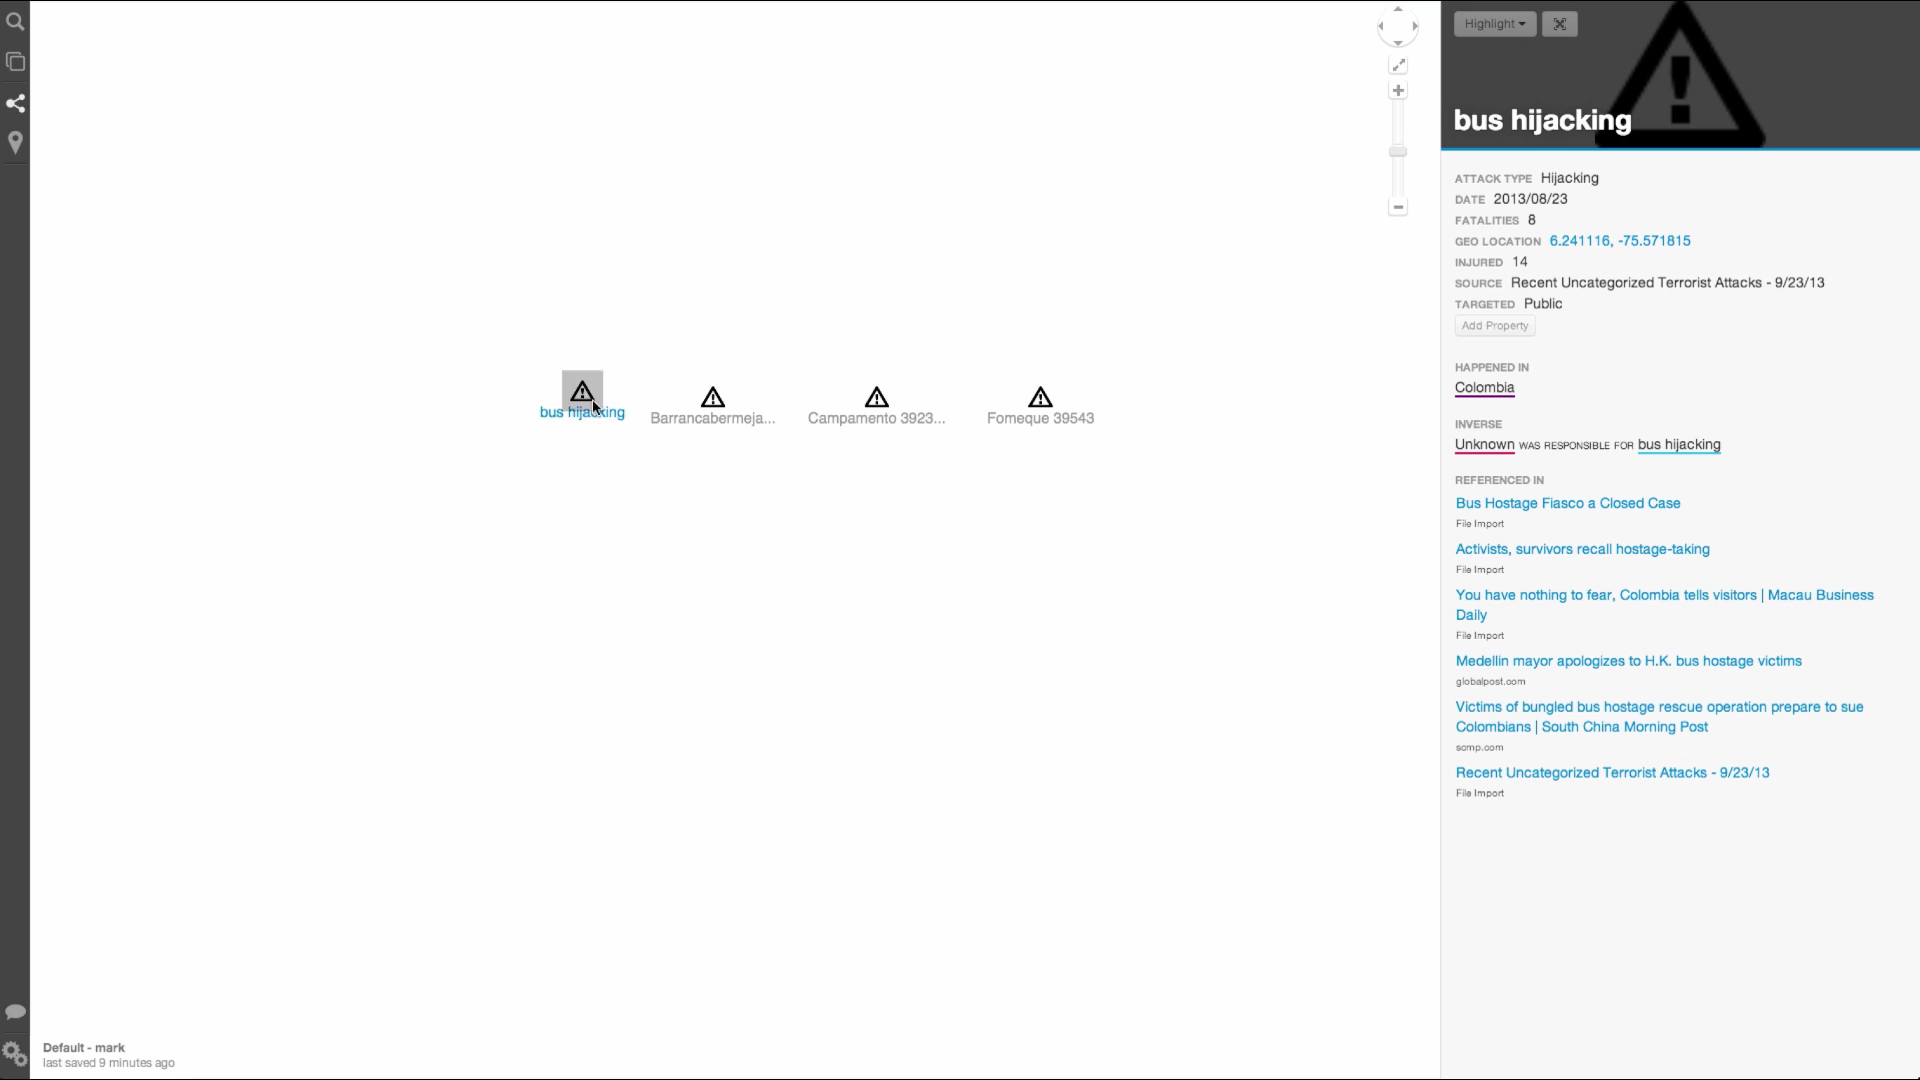 Highlight
bus hijacking
ATTACK TYPE Hijacking
DATE 2013/08/23
FATALITIES 8
GEO LOCATION 6.241116, -75.571815
INJURED 14
SOURCE Recent Uncategorized Terrorist Attacks - 9/23/13
TARGETED Public
Add Property
HAPPENED IN
Colombia
INVERSE
Unknown WAS RESPONSIBLE FOR bus hijacking
REFERENCED IN
Bus Hostage Fiasco a Closed Case
File Import
Activists, survivors recall hostage-taking
File Import
You have nothing to fear, Colombia tells visitors | Macau Business
Daily
File Import
Medellin mayor apologizes to H.K. bus hostage victims
globalpost.com
Victims of bungled bus hostage rescue operation prepare to sue
Colombians | South China Morning Post
scmp.com
Recent Uncategorized Terrorist Attacks - 9/23/13
File Import
bus hijacking
Barrancabermeja...
Campamento 3923...
Fomeque 39543
Default - mark
last saved 9 minutes ago